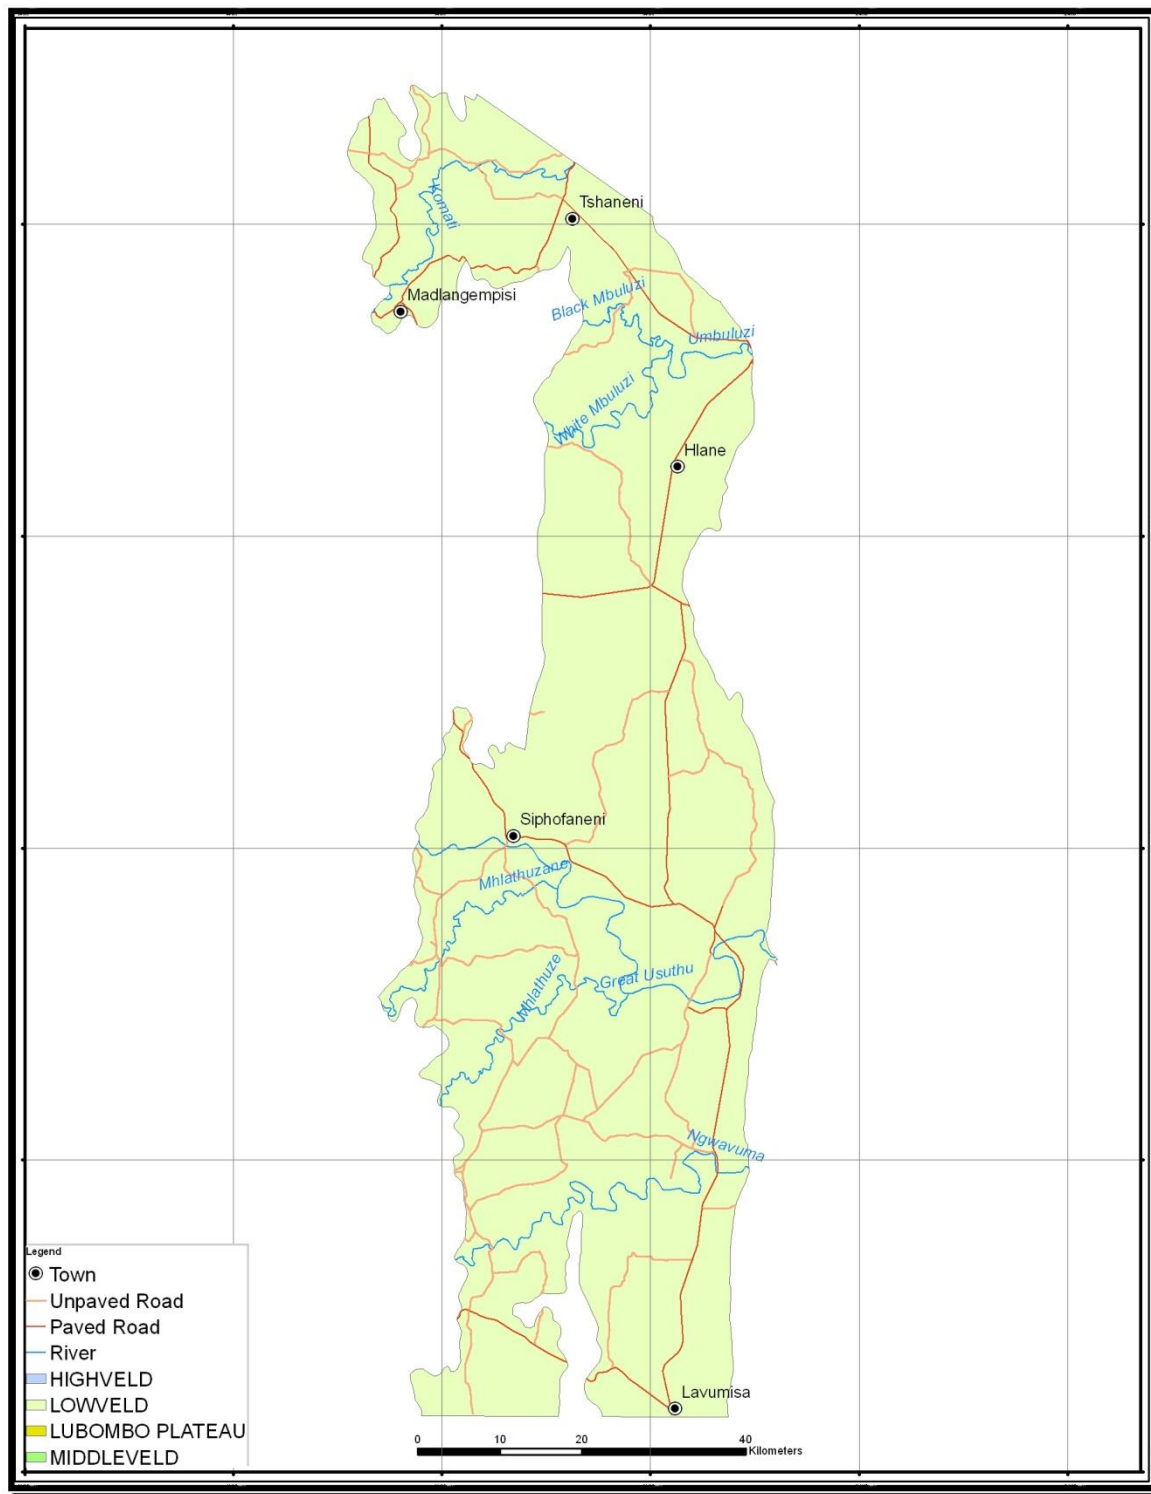 Komati
Tshaneni
Madlangempisi
Black Mbuluzi
Umbuluzi
White Mbuluzi
Hlane
Siphofaneni
Mhlathuzane
Mhlathuze
Great Usuthu
Ngwavuma
Lavumisa
Legend
Town
Unpaved Road
Paved Road
River
HIGHVELD
LOWVELD
LUBOMBO PLATEAU
MIDDLEVELD
0 10 20 40
Kilometers